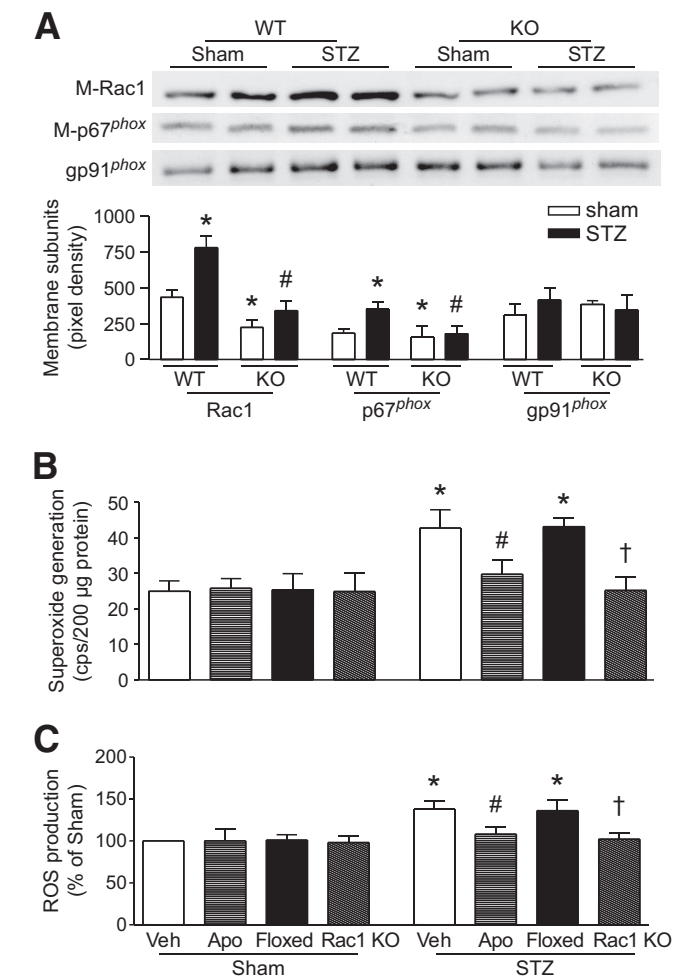 A
WT KO
Sham STZ Sham STZ
M-Rac1
M-p67phox
gp91phox
Membrane subunits
(pixel density)
1000
750
500
250
0
* * # * * #
sham
STZ
WT KO WT KO WT KO
Rac1 p67phox gp91phox
B
Superoxide generation
(cps/200 µg protein)
50
40
30
20
10
0
* # * †
C
ROS production
(% of Sham)
200
150
100
50
0
* # * †
Veh Apo Floxed Rac1 KO Veh Apo Floxed Rac1 KO
Sham STZ